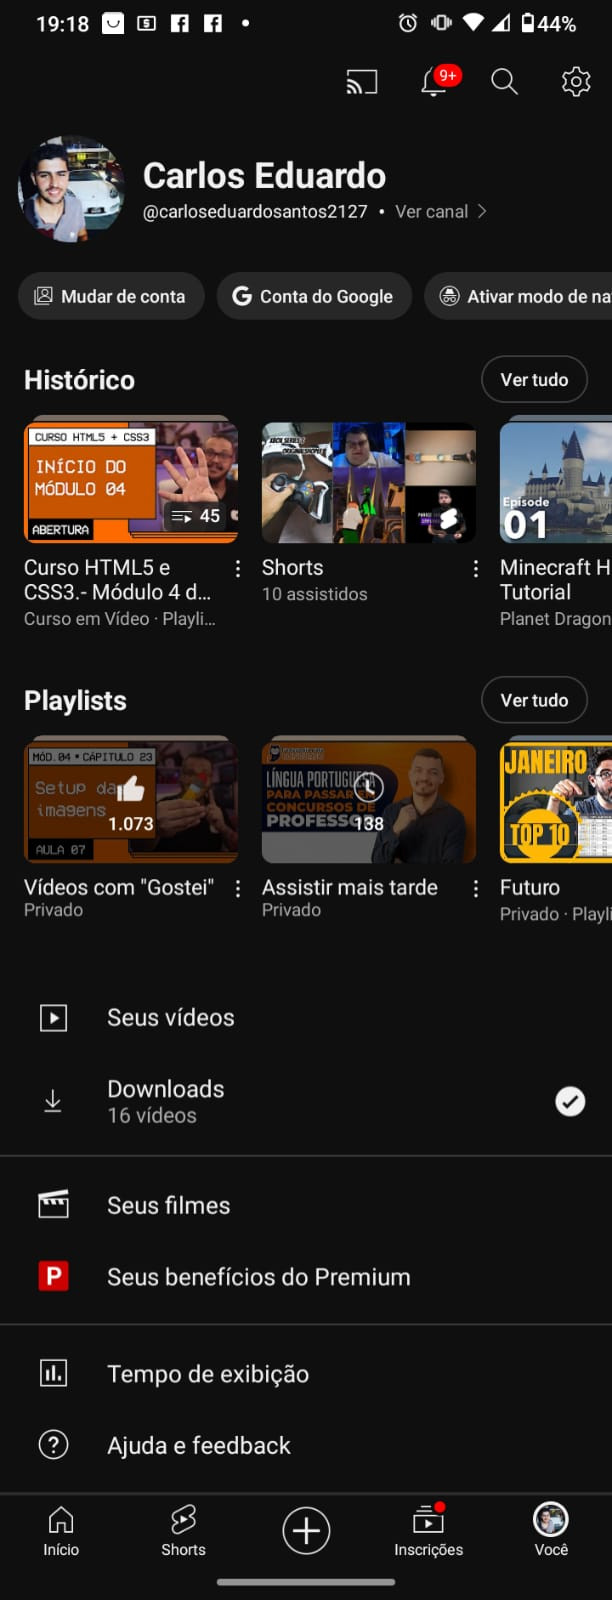 19:18
44%
9+
Carlos Eduardo
@carloseduardosantos2127 • Ver canal
Mudar de conta
Conta do Google
Ativar modo de na
Histórico
Ver tudo
CURSO HTML5 + CSS3
INÍCIO DO
MÓDULO 04
45
ABERTURA
Episode
01
Curso HTML5 e
CSS3.- Módulo 4 d...
Curso em Vídeo · Playli...
Shorts
10 assistidos
Minecraft H
Tutorial
Planet Dragon
Playlists
Ver tudo
MÓD. 04 • CAPÍTULO 23
Setup da
imagens
1.073
AULA 07
LÍNGUA PORTUGUESA
PARA PASSAR
CONCURSOS DE
PROFESSO
138
JANEIRO
TOP 10
Vídeos com "Gostei"
Privado
Assistir mais tarde
Privado
Futuro
Privado · Playli
Seus vídeos
Downloads
16 vídeos
Seus filmes
P
Seus benefícios do Premium
Tempo de exibição
Ajuda e feedback
Início
Shorts
Inscrições
Você